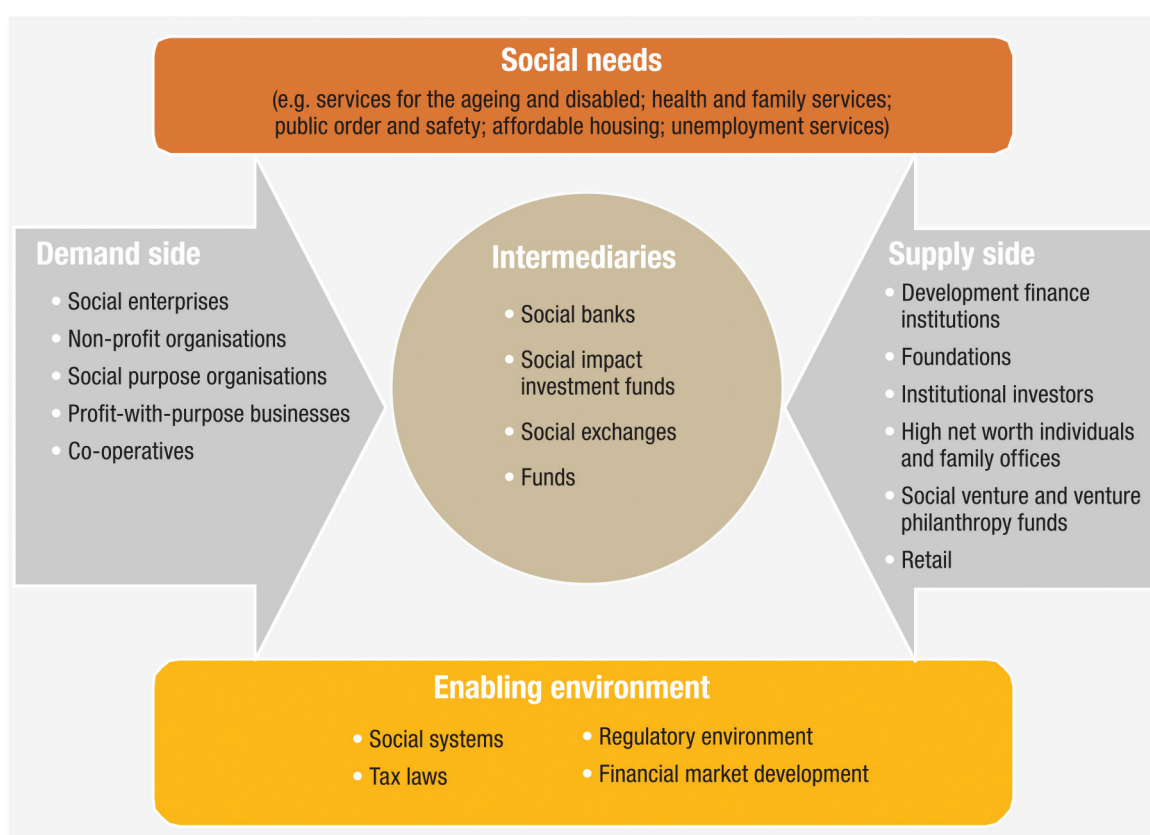 Social needs
(e.g. services for the ageing and disabled; health and family services;
public order and safety; affordable housing; unemployment services)
Demand side
• Social enterprises
• Non-profit organisations
• Social purpose organisations
• Profit-with-purpose businesses
• Co-operatives
Intermediaries
• Social banks
• Social impact
investment funds
• Social exchanges
• Funds
Supply side
• Development finance
institutions
• Foundations
• Institutional investors
• High net worth individuals
and family offices
• Social venture and venture
philanthropy funds
• Retail
Enabling environment
• Social systems
• Tax laws
• Regulatory environment
• Financial market development